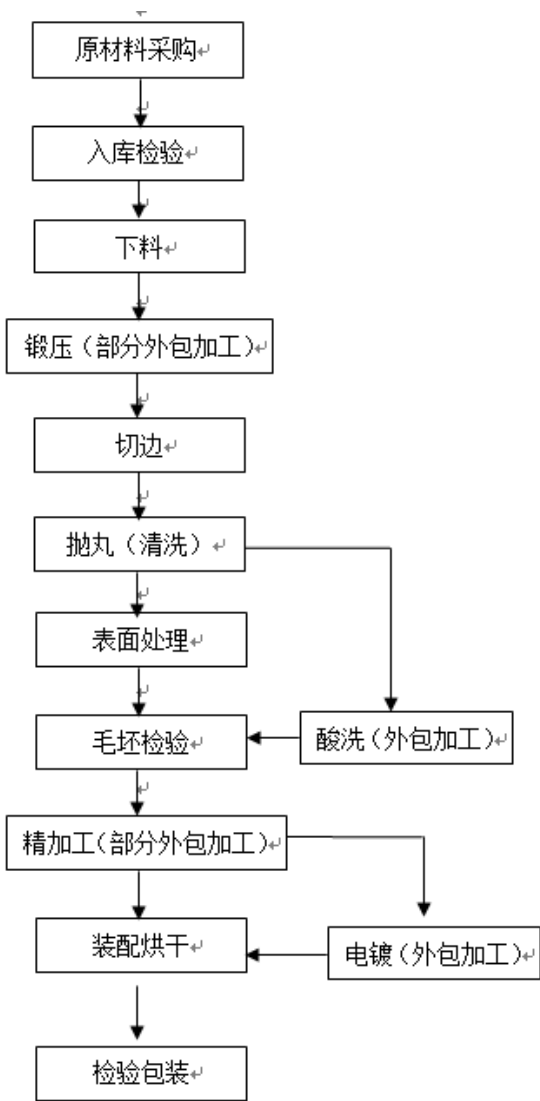 原材料采购
入库检验
下料
锻压（部分外包加工）
切边
抛丸（清洗）
表面处理
毛坯检验
酸洗（外包加工）
精加工（部分外包加工）
装配烘干
电镀（外包加工）
检验包装